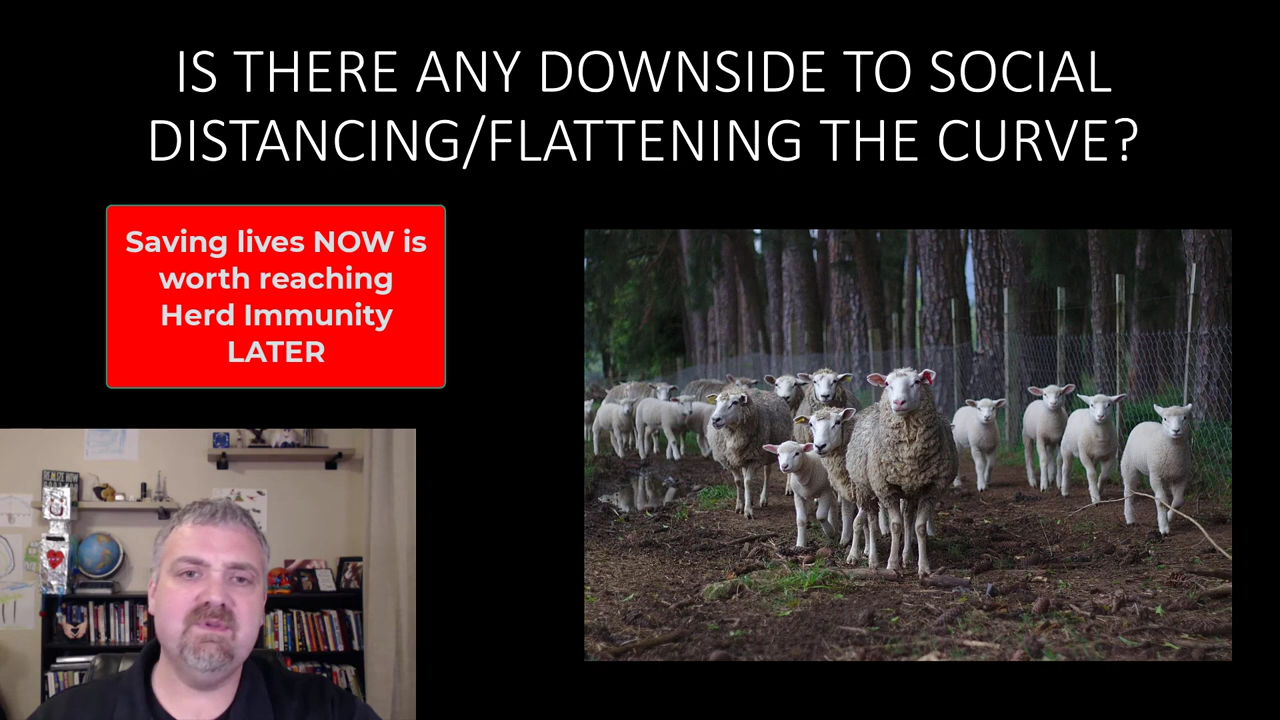 IS THERE ANY DOWNSIDE TO SOCIAL
DISTANCING/FLATTENING THE CURVE?
Saving lives NOW is
worth reaching
Herd Immunity
LATER